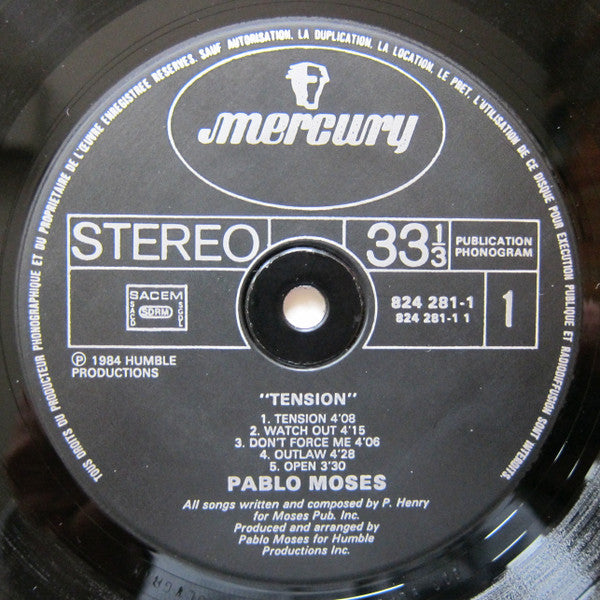 TOUS DROITS DU PRODUCTEUR PHONOGRAPHIQUE ET DU PROPRIETAIRE DE L'ŒUVRE ENREGISTREE RESERVES. SAUF AUTORISATION, LA DUPLICATION, LA LOCATION, LE PRET, L'UTILISATION DE CE DISQUE POUR EXECUTION PUBLIQUE ET RADIODIFFUSION SONT INTERDITS.
mercury
STEREO
33 1/3
PUBLICATION
PHONOGRAM
SACEM
SACD
SDRM
SGDL
824 281-1
824 281-1 1
1
℗ 1984 HUMBLE
PRODUCTIONS
"TENSION"
1. TENSION 4'08
2. WATCH OUT 4'15
3. DON'T FORCE ME 4'06
4. OUTLAW 4'28
5. OPEN 3'30
PABLO MOSES
All songs written and composed by P. Henry
for Moses Pub. Inc.
Produced and arranged by
Pablo Moses for Humble
Productions Inc.